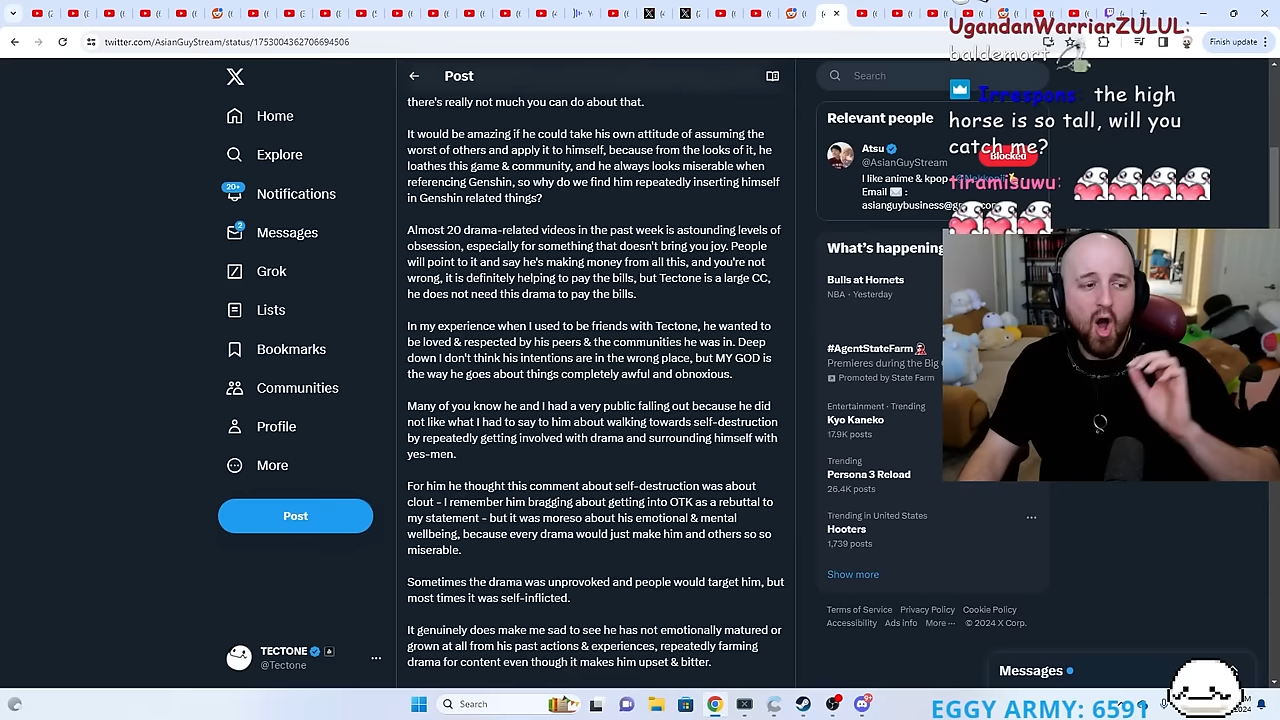 twitter.com/AsianGuyStream/status/1753004362706694506
Finish update
UgandanWarriarZULUL:
baldemort
Irrespons: the high
horse is so tall, will you
catch me?
tiramisuwu:
Post
Search
there's really not much you can do about that.
It would be amazing if he could take his own attitude of assuming the
worst of others and apply it to himself, because from the looks of it, he
loathes this game & community, and he always looks miserable when
referencing Genshin, so why do we find him repeatedly inserting himself
in Genshin related things?
Almost 20 drama-related videos in the past week is astounding levels of
obsession, especially for something that doesn't bring you joy. People
will point to it and say he's making money from all this, and you're not
wrong, it is definitely helping to pay the bills, but Tectone is a large CC,
he does not need this drama to pay the bills.
In my experience when I used to be friends with Tectone, he wanted to
be loved & respected by his peers & the communities he was in. Deep
down I don't think his intentions are in the wrong place, but MY GOD is
the way he goes about things completely awful and obnoxious.
Many of you know he and I had a very public falling out because he did
not like what I had to say to him about walking towards self-destruction
by repeatedly getting involved with drama and surrounding himself with
yes-men.
For him he thought this comment about self-destruction was about
clout - I remember him bragging about getting into OTK as a rebuttal to
my statement - but it was moreso about his emotional & mental
wellbeing, because every drama would just make him and others so so
miserable.
Sometimes the drama was unprovoked and people would target him, but
most times it was self-inflicted.
It genuinely does make me sad to see he has not emotionally matured or
grown at all from his past actions & experiences, repeatedly farming
drama for content even though it makes him upset & bitter.
Home
Explore
20+
Notifications
2
Messages
Grok
Lists
Bookmarks
Communities
Profile
More
Post
TECTONE
@Tectone
Relevant people
Atsu
@AsianGuyStream
Blocked
I like anime & kpop
Email
asianguybusiness@
What's happening
Bulls at Hornets
NBA · Yesterday
#AgentStateFarm
Premieres during the Big
Promoted by State Farm
Entertainment · Trending
Kyo Kaneko
17.9K posts
Trending
Persona 3 Reload
26.4K posts
Trending in United States
Hooters
1,739 posts
Show more
Terms of Service Privacy Policy Cookie Policy
Accessibility Ads info More ··· © 2024 X Corp.
Messages
Search
EGGY ARMY: 6591